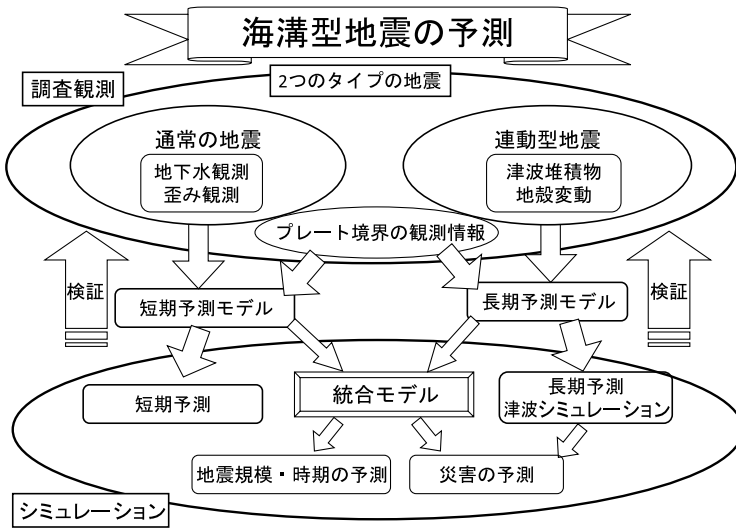 海溝型地震の予測
2つのタイプの地震
調査観測
通常の地震
地下水観測
歪み観測
連動型地震
津波堆積物
地殻変動
プレート境界の観測情報
検証
検証
短期予測モデル
長期予測モデル
短期予測
統合モデル
長期予測
津波シミュレーション
地震規模・時期の予測
災害の予測
シミュレーション